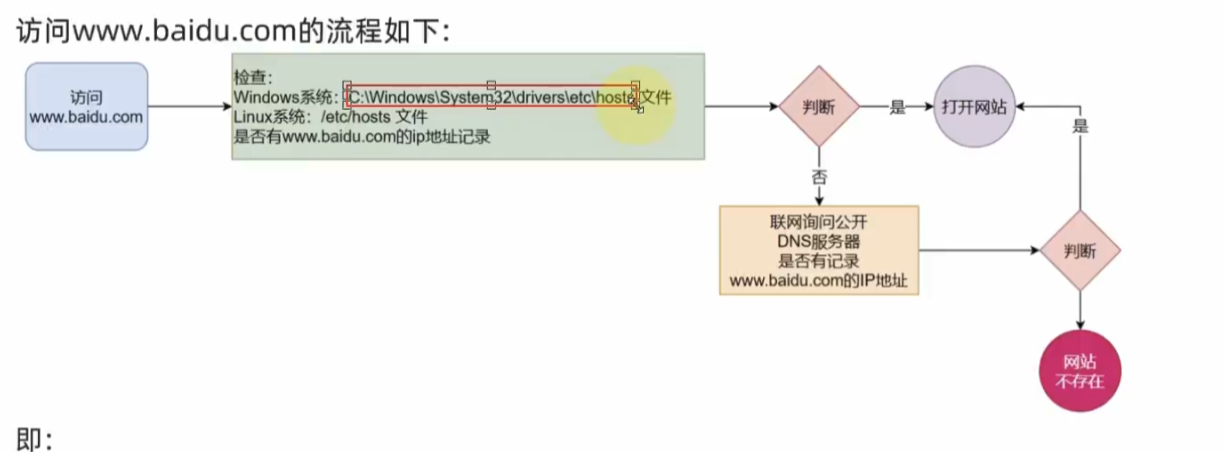 访问www.baidu.com的流程如下：
访问
www.baidu.com
检查：
Windows系统：C:\Windows\System32\drivers\etc\hosts 文件
Linux系统：/etc/hosts 文件
是否有www.baidu.com的ip地址记录
判断
是
打开网站
是
否
联网询问公开
DNS服务器
是否有记录
www.baidu.com的IP地址
判断
网站
不存在
即：